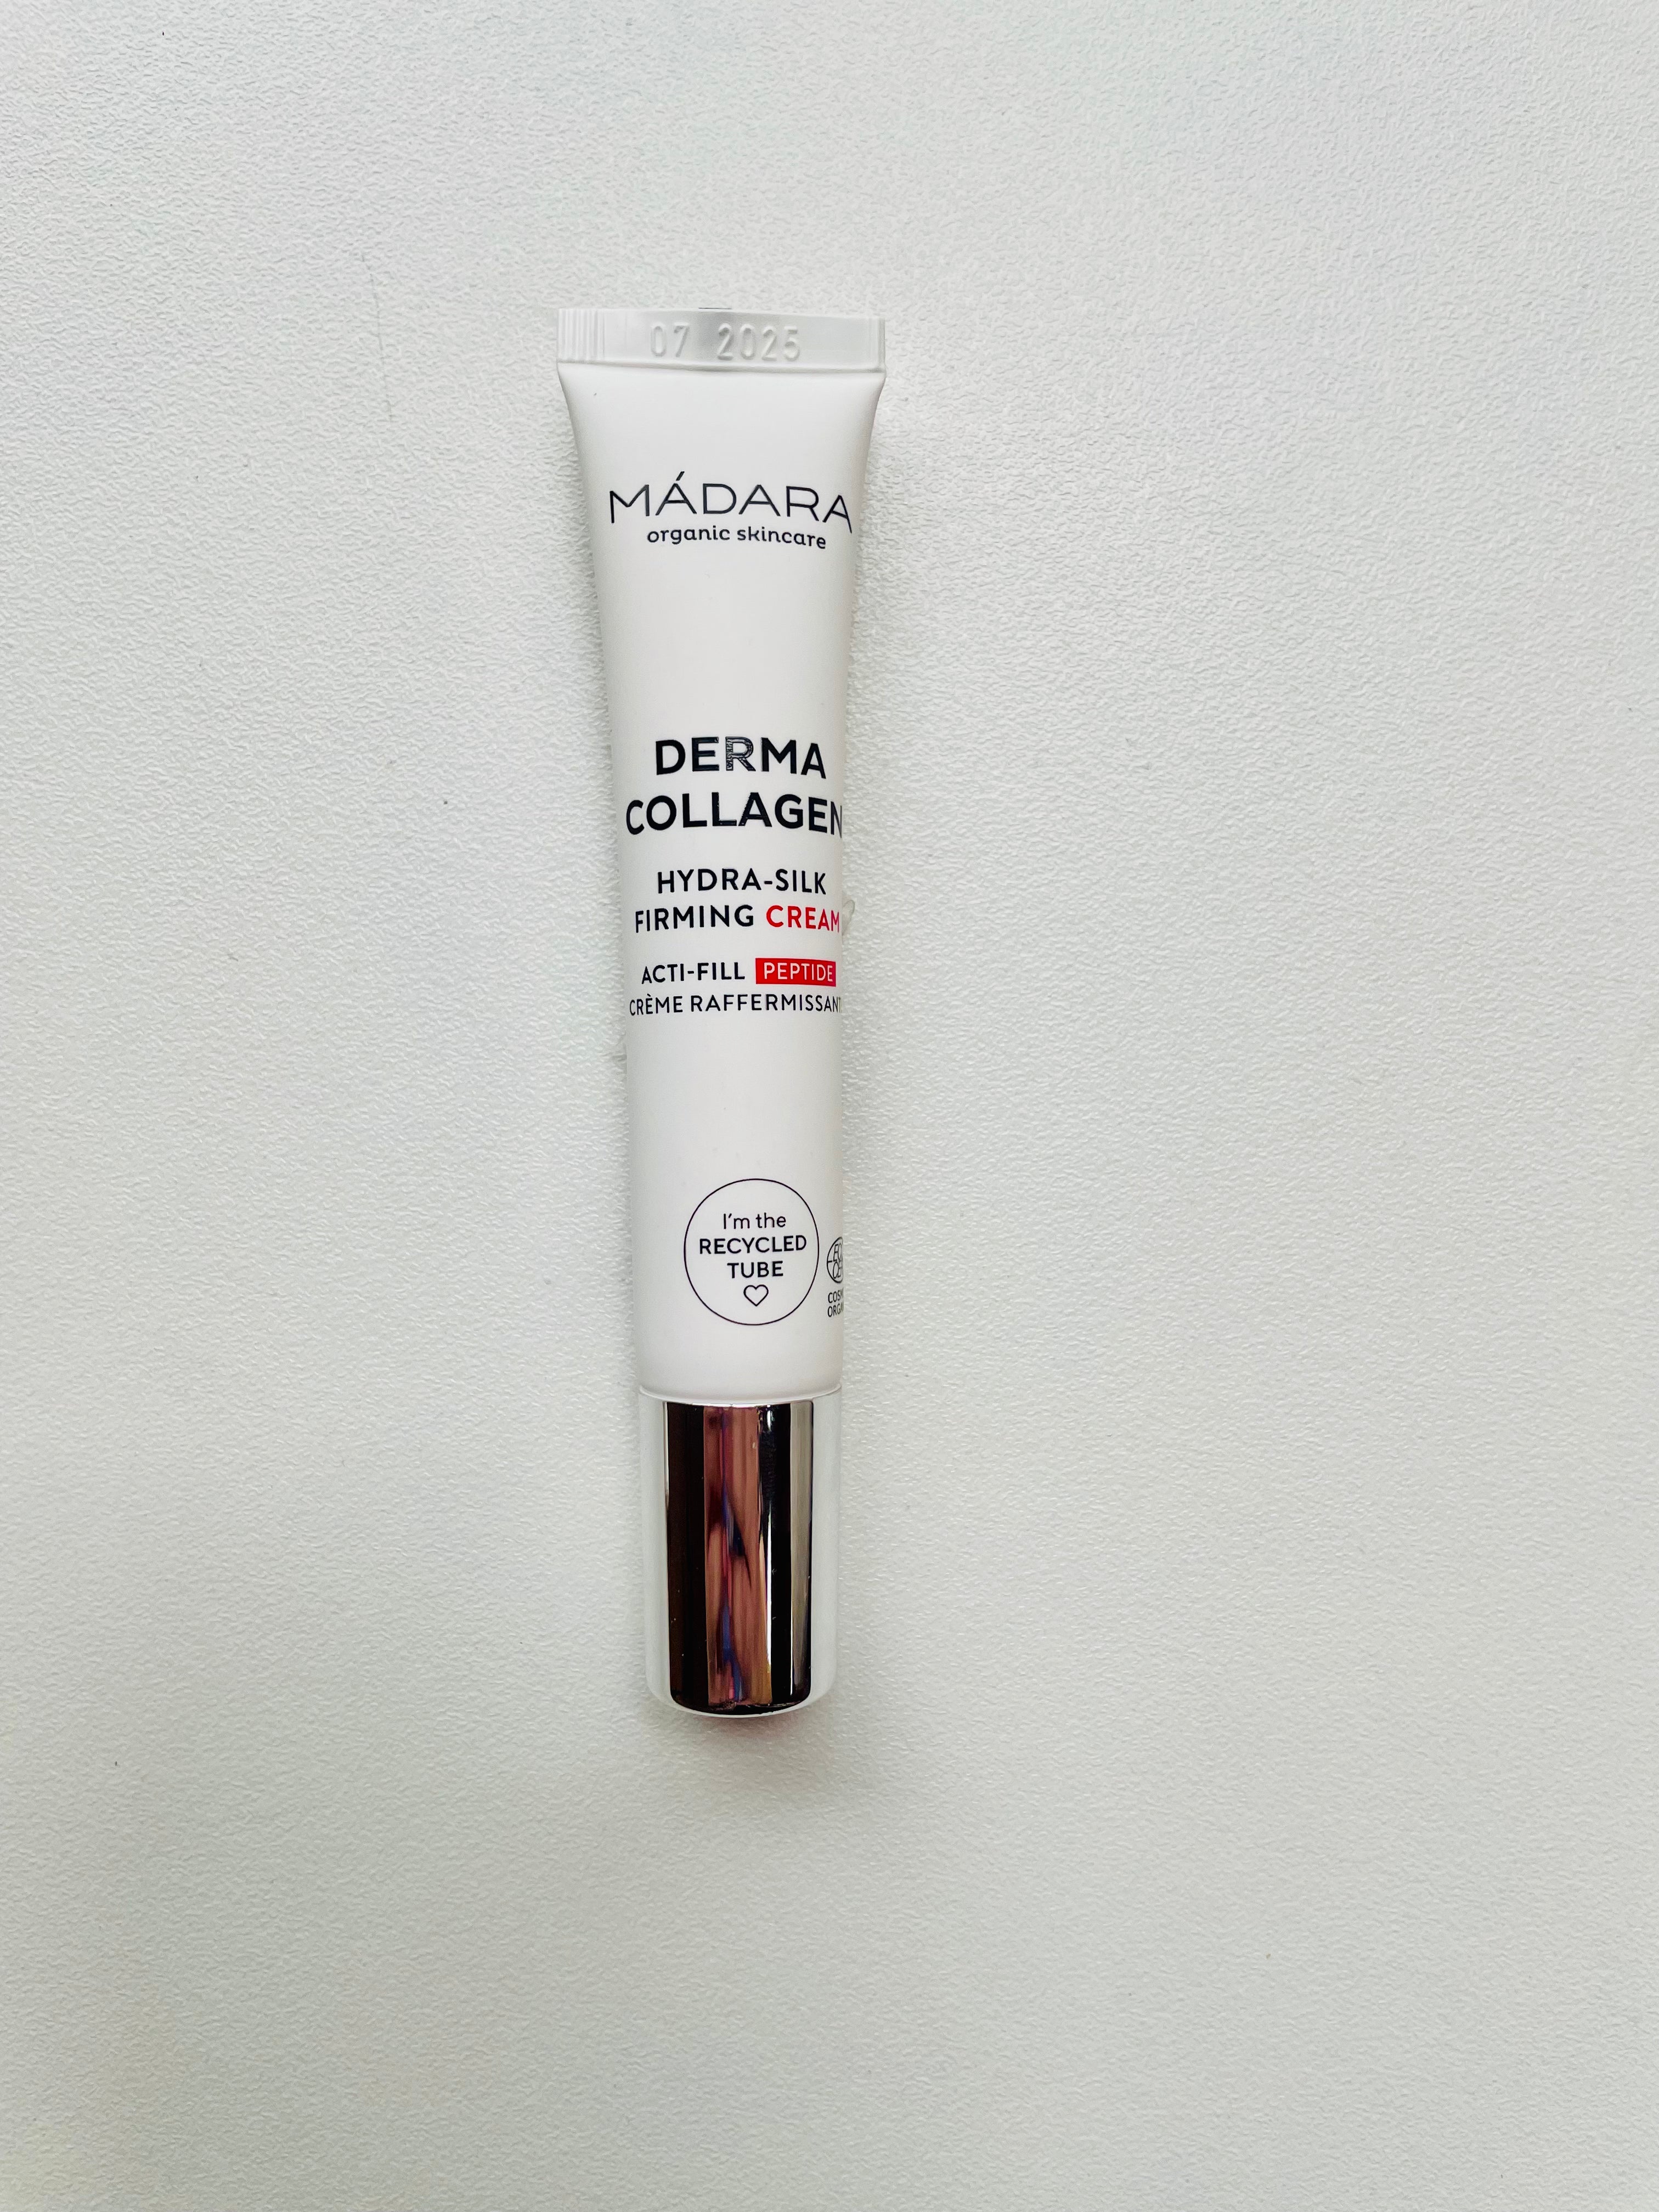 07 2025
MÁDARA
organic skincare
DERMA
COLLAGEN
HYDRA-SILK
FIRMING CREAM
ACTI-FILL PEPTIDE
CRÈME RAFFERMISSANT
I'm the
RECYCLED
TUBE